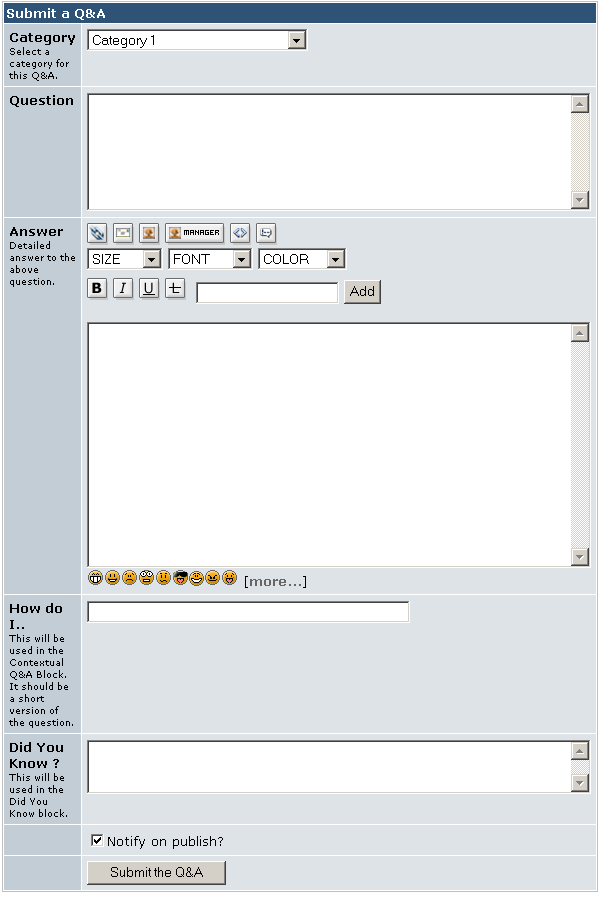 Submit a Q&A
Category
Select a
category for
this Q&A.
Category 1
Question
Answer
Detailed
answer to the
above
question.
MANAGER
SIZE FONT COLOR
B I U t Add
[more...]
How do
I..
This will be
used in the
Contextual
Q&A Block.
It should be
a short
version of
the question.
Did You
Know ?
This will be
used in the
Did You
Know block.
Notify on publish?
Submit the Q&A